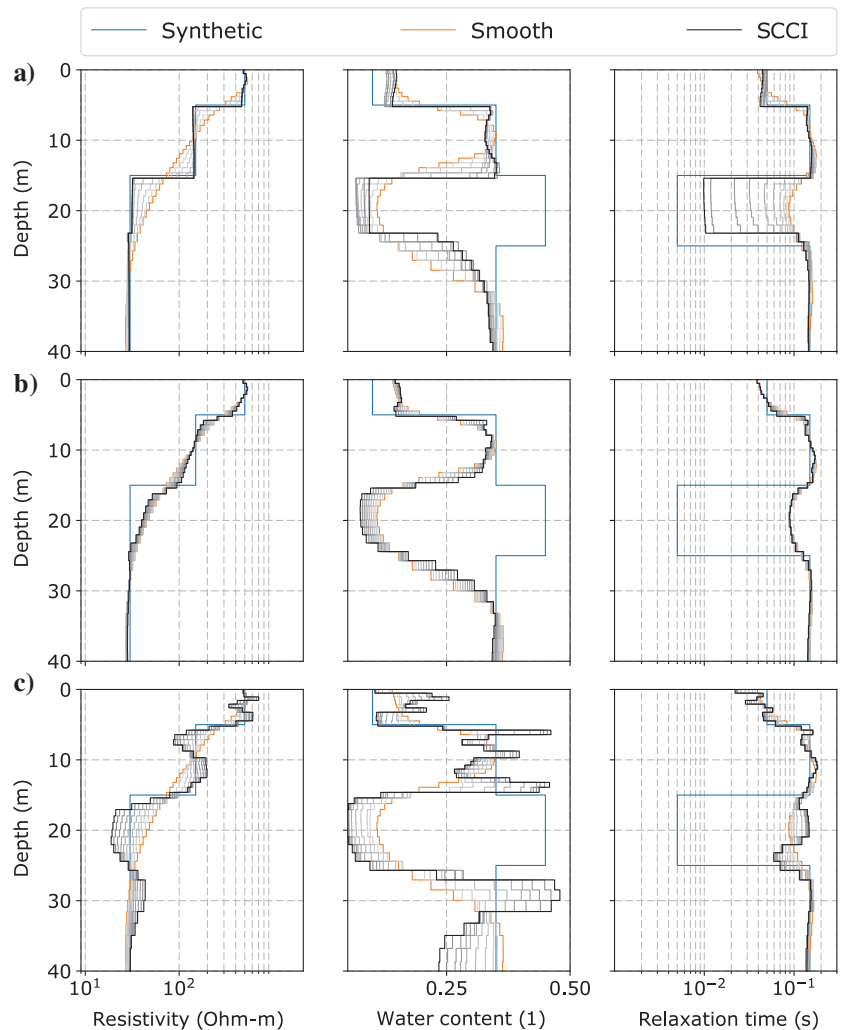 Synthetic Smooth SCCI
a)
0
10
20
30
40
Depth (m)
b)
0
10
20
30
40
Depth (m)
c)
0
10
20
30
40
Depth (m)
10¹ 10² 0.25 0.50 10⁻² 10⁻¹
Resistivity (Ohm-m) Water content (1) Relaxation time (s)